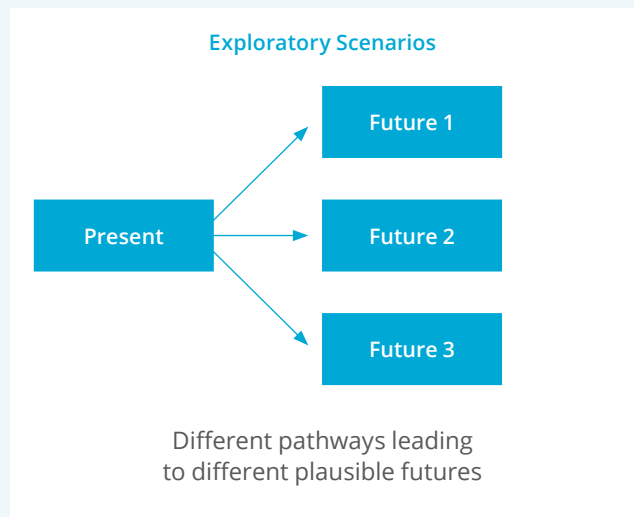 Exploratory Scenarios
Future 1
Present
Future 2
Future 3
Different pathways leading
to different plausible futures